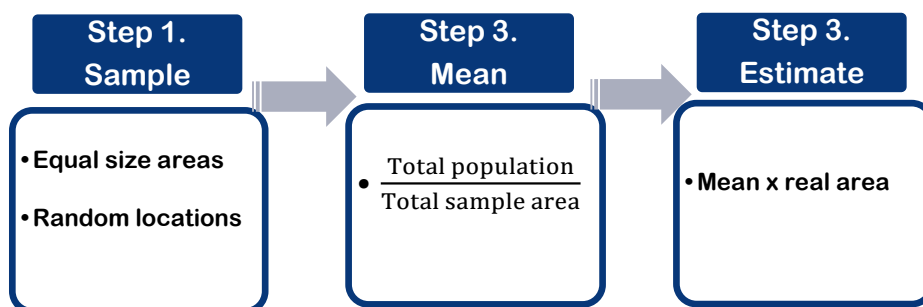 Step 1.
Sample
• Equal size areas
• Random locations
Step 3.
Mean
• Total population
Total sample area
Step 3.
Estimate
• Mean x real area